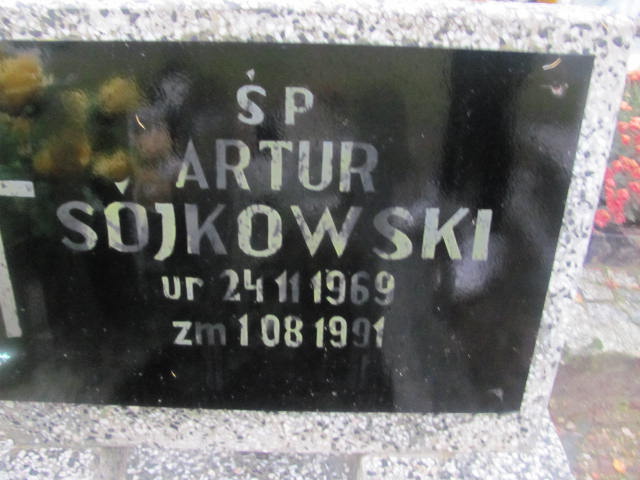 ŚP
ARTUR
SÓJKOWSKI
ur 24 11 1969
zm 1 08 1991